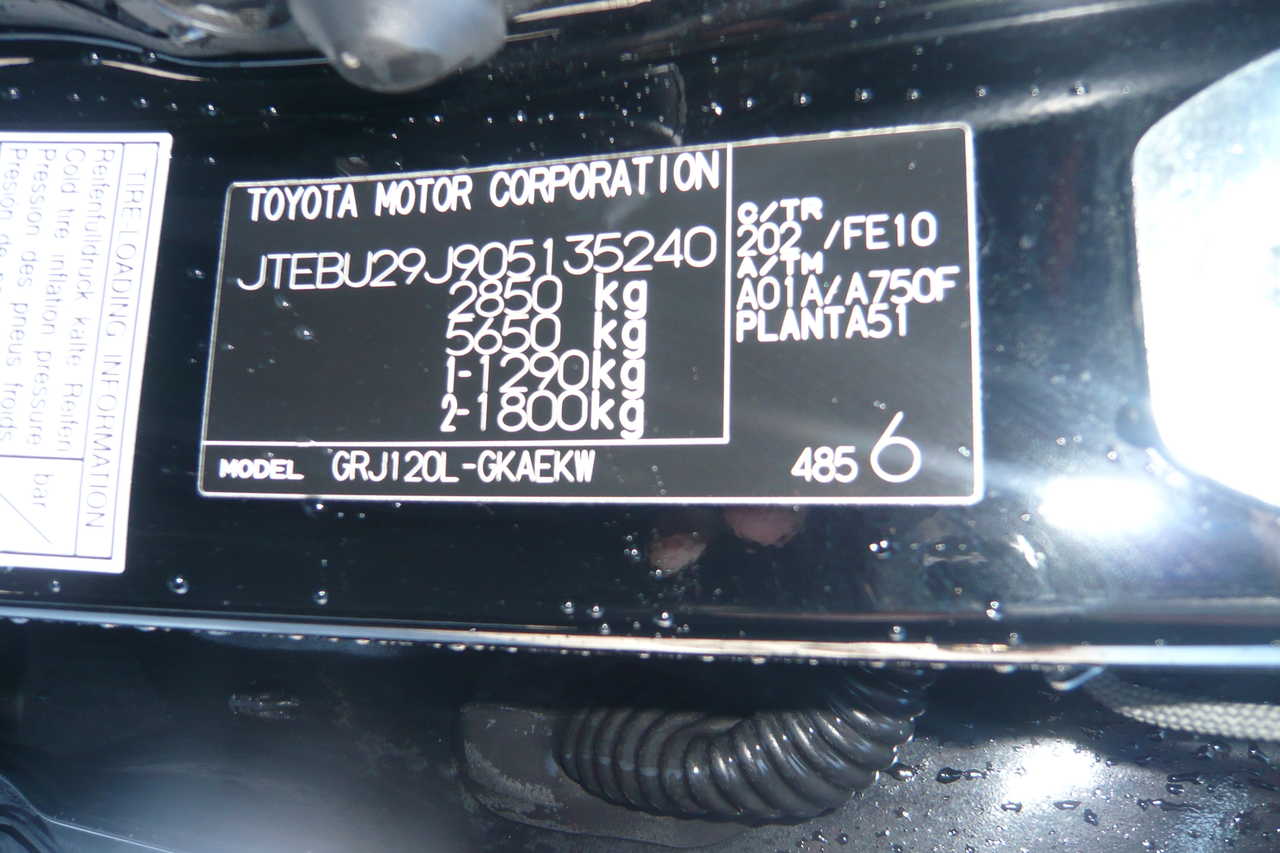 TOYOTA MOTOR CORPORATION
JTEBU29J905135240
2850 kg
5650 kg
1-1290kg
2-1800kg
MODEL GRJ120L-GKAEKW
C/TR
202 /FE10
A/TM
A01A/A750F
PLANTA51
485 6
TIRE-LOADING INFORMATION
Reifenfülldruck kalte Reifen
Cold tire inflation pressure
Pression des pneus froids
bar/